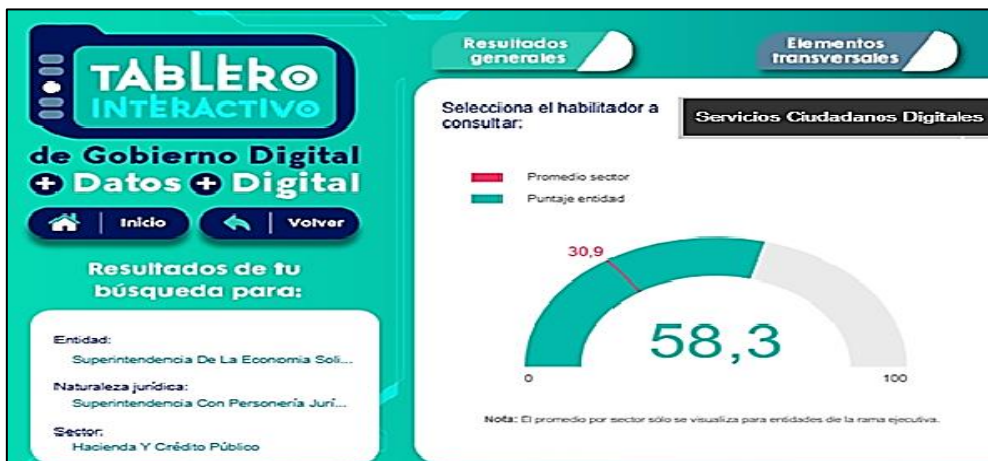 TABLERO
INTERACTIVO
de Gobierno Digital
+ Datos + Digital
Inicio
Volver
Resultados de tu
búsqueda para:
Entidad:
Superintendencia De La Economia Soli...
Naturaleza jurídica:
Superintendencia Con Personería Jurí...
Sector:
Hacienda Y Crédito Público
Resultados
generales
Elementos
transversales
Selecciona el habilitador a
consultar:
Servicios Ciudadanos Digitales
Promedio sector
Puntaje entidad
30,9
58,3
0
100
Nota: El promedio por sector sólo se visualiza para entidades de la rama ejecutiva.